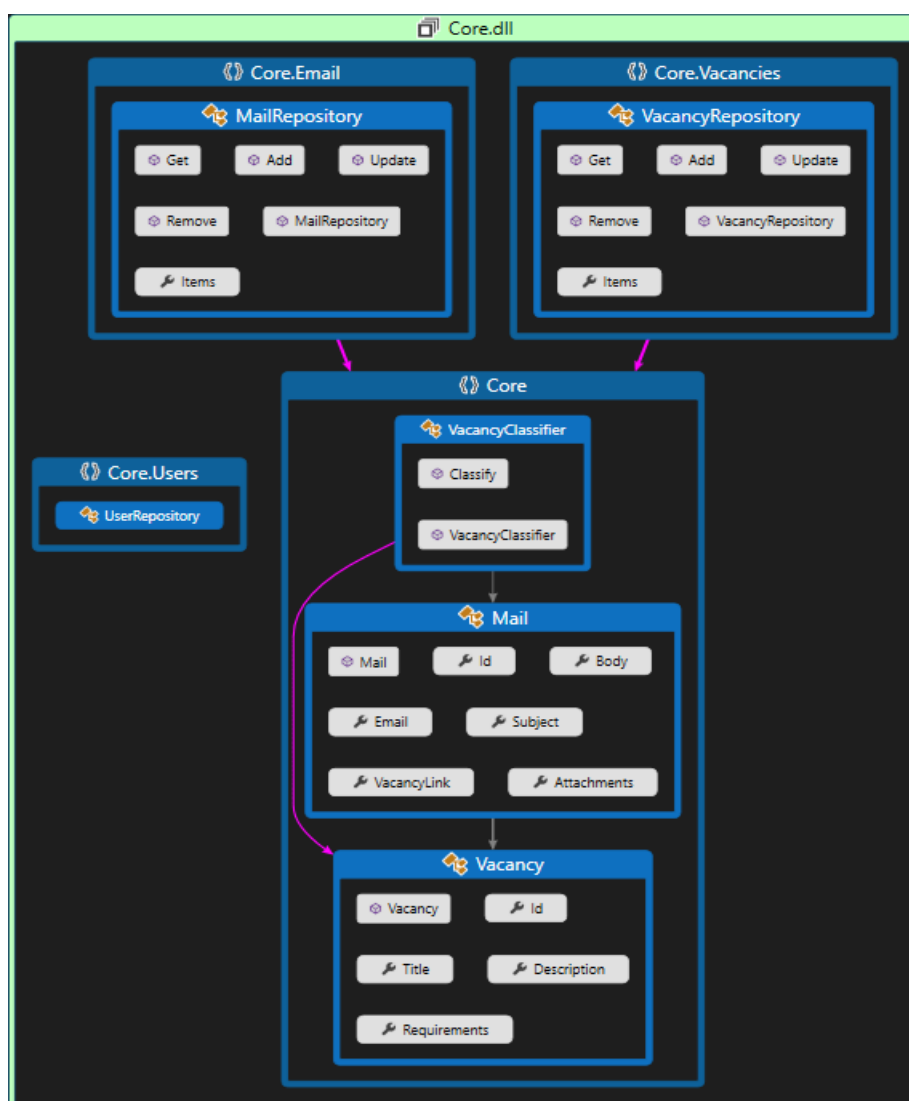 Core.dll
Core.Email
Core.Vacancies
MailRepository
VacancyRepository
Get Add Update
Get Add Update
Remove MailRepository
Remove VacancyRepository
Items
Items
Core
VacancyClassifier
Core.Users
Classify
UserRepository
VacancyClassifier
Mail
Mail Id Body
Email Subject
VacancyLink Attachments
Vacancy
Vacancy Id
Title Description
Requirements